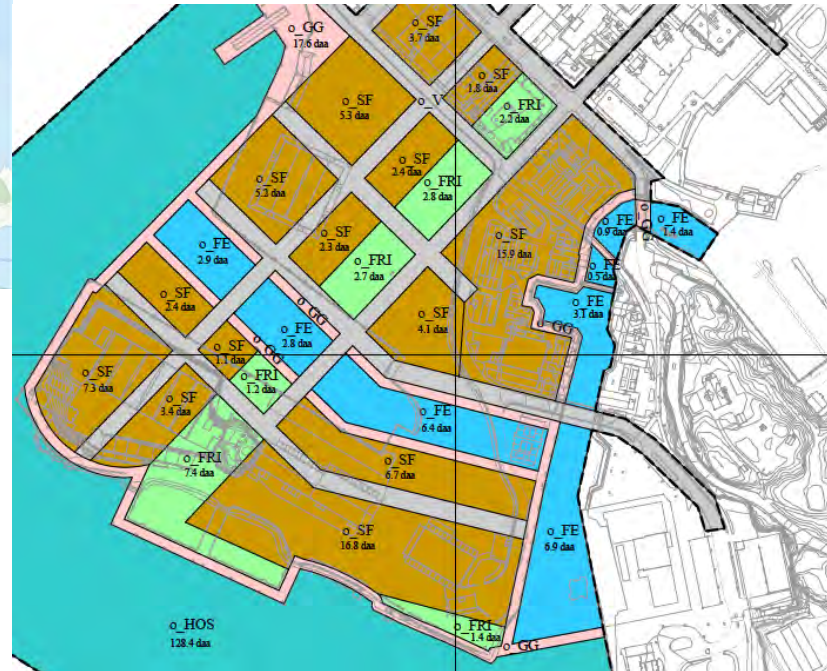 o_GG
17.6 daa
o_SF
3.7 daa
o_SF
1.8 daa
o_FRI
2.2 daa
o_V
o_SF
5.3 daa
o_SF
2.4 daa
o_FRI
2.8 daa
o_SF
5.2 daa
o_SF
2.3 daa
o_FRI
2.7 daa
o_SF
15.9 daa
o_FE
0.9 daa
o_GG
o_FE
1.4 daa
o_FE
0.5 daa
o_FE
3.1 daa
o_GG
o_FE
2.9 daa
o_SF
2.4 daa
o_GG
o_FE
2.8 daa
o_GG
o_SF
4.1 daa
o_SF
1.1 daa
o_FRI
1.2 daa
o_SF
7.3 daa
o_SF
3.4 daa
o_FE
6.4 daa
o_FRI
7.4 daa
o_SF
6.7 daa
o_SF
16.8 daa
o_FE
6.9 daa
o_HOS
128.4 daa
o_FRI
1.4 daa
o_GG